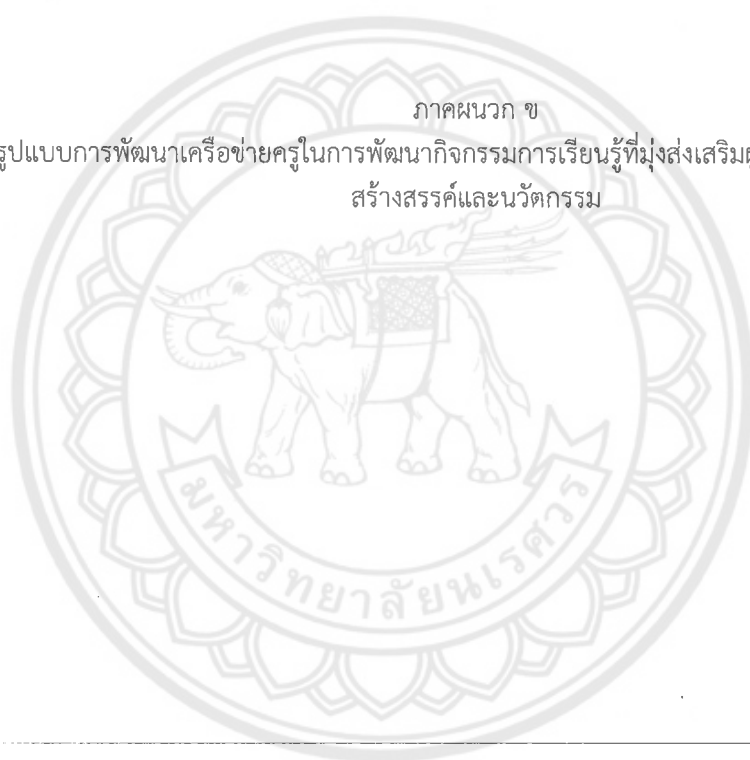 ภาคผนวก ข
รูปแบบการพัฒนาเครือข่ายครูในการพัฒนากิจกรรมการเรียนรู้ที่มุ่งส่งเสริม
สร้างสรรค์และนวัตกรรม
มหาวิทยาลัยนเรศวร